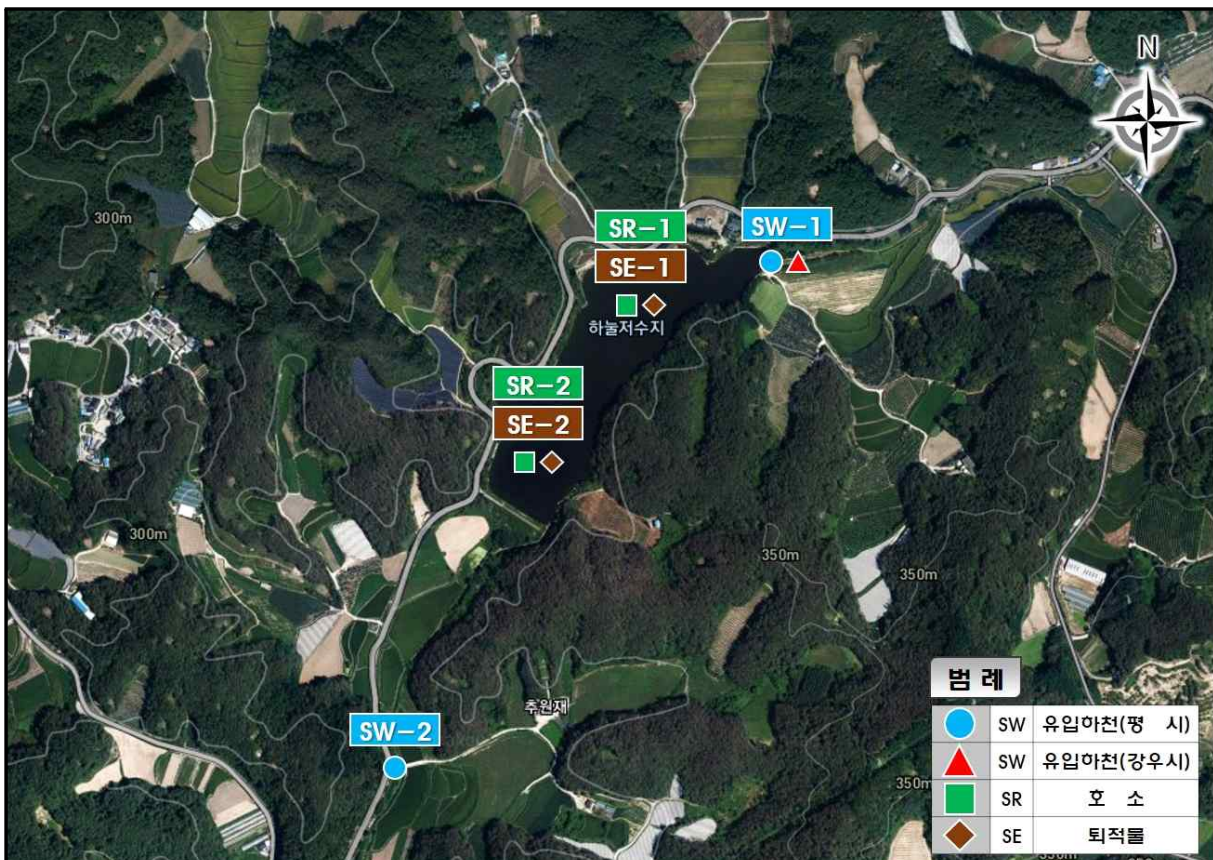 N
300m
SR-1
SW-1
SE-1
하늘저수지
SR-2
SE-2
300m
350m
350m
추원재
SW-2
350m
350m
범 례
SW 유입하천(평 시)
SW 유입하천(강우시)
SR 호 소
SE 퇴적물